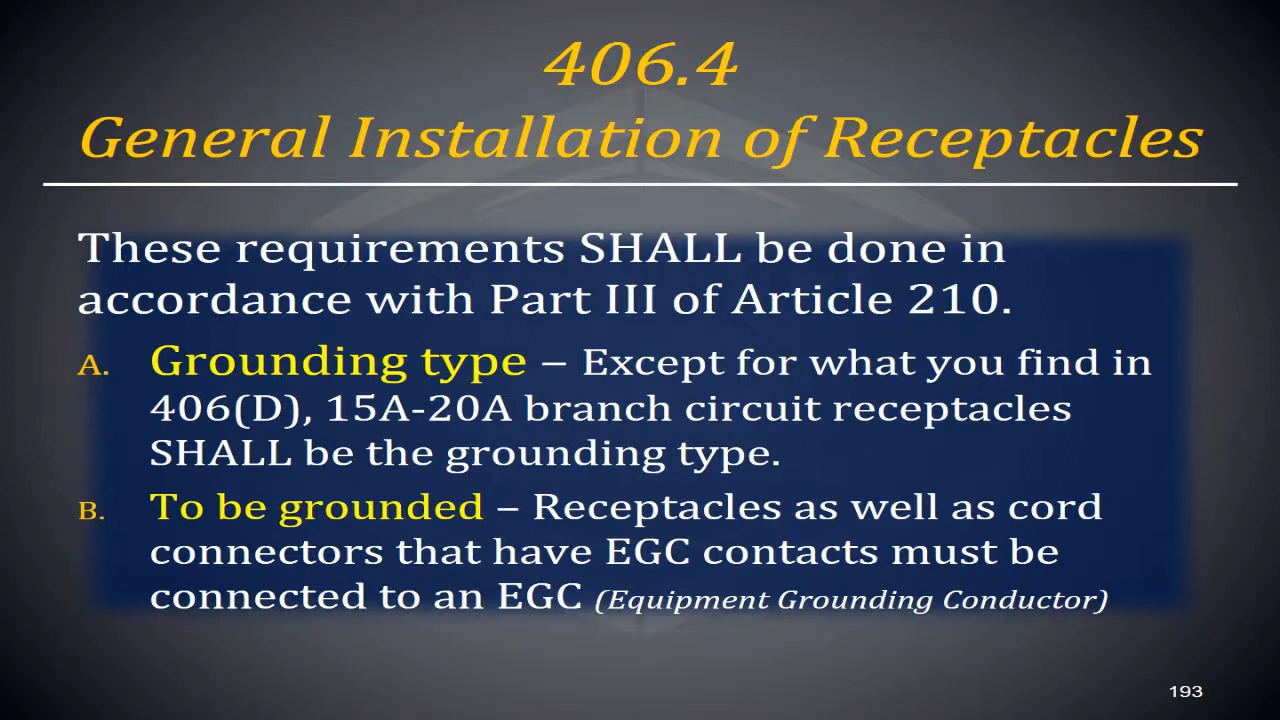 406.4
General Installation of Receptacles
These requirements SHALL be done in
accordance with Part III of Article 210.
A. Grounding type – Except for what you find in
406(D), 15A-20A branch circuit receptacles
SHALL be the grounding type.
B. To be grounded – Receptacles as well as cord
connectors that have EGC contacts must be
connected to an EGC (Equipment Grounding Conductor)
193